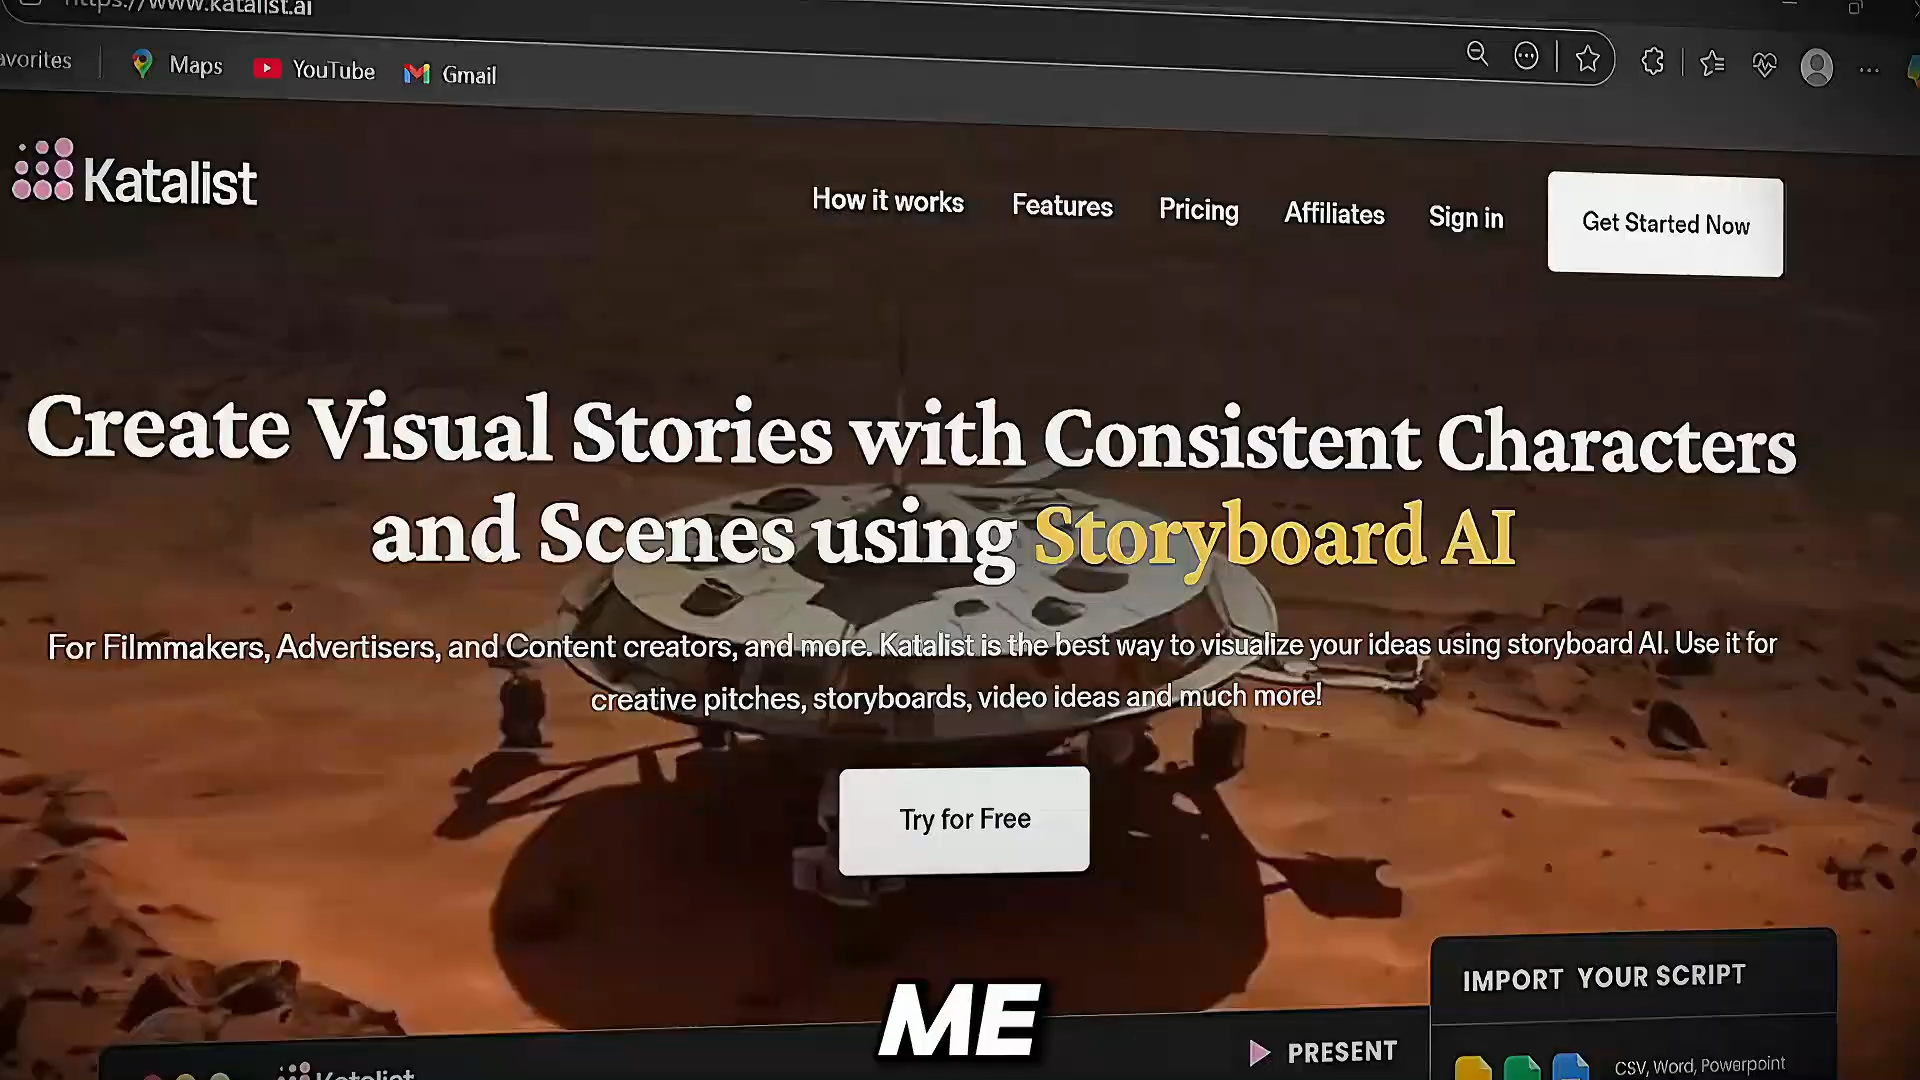 https://www.katalist.ai
avorites
Maps
YouTube
Gmail
Katalist
How it works
Features
Pricing
Affiliates
Sign in
Get Started Now
Create Visual Stories with Consistent Characters
and Scenes using Storyboard AI
For Filmmakers, Advertisers, and Content creators, and more. Katalist is the best way to visualize your ideas using storyboard AI. Use it for
creative pitches, storyboards, video ideas and much more!
Try for Free
IMPORT YOUR SCRIPT
ME
PRESENT
CSV, Word, Powerpoint
Katalist